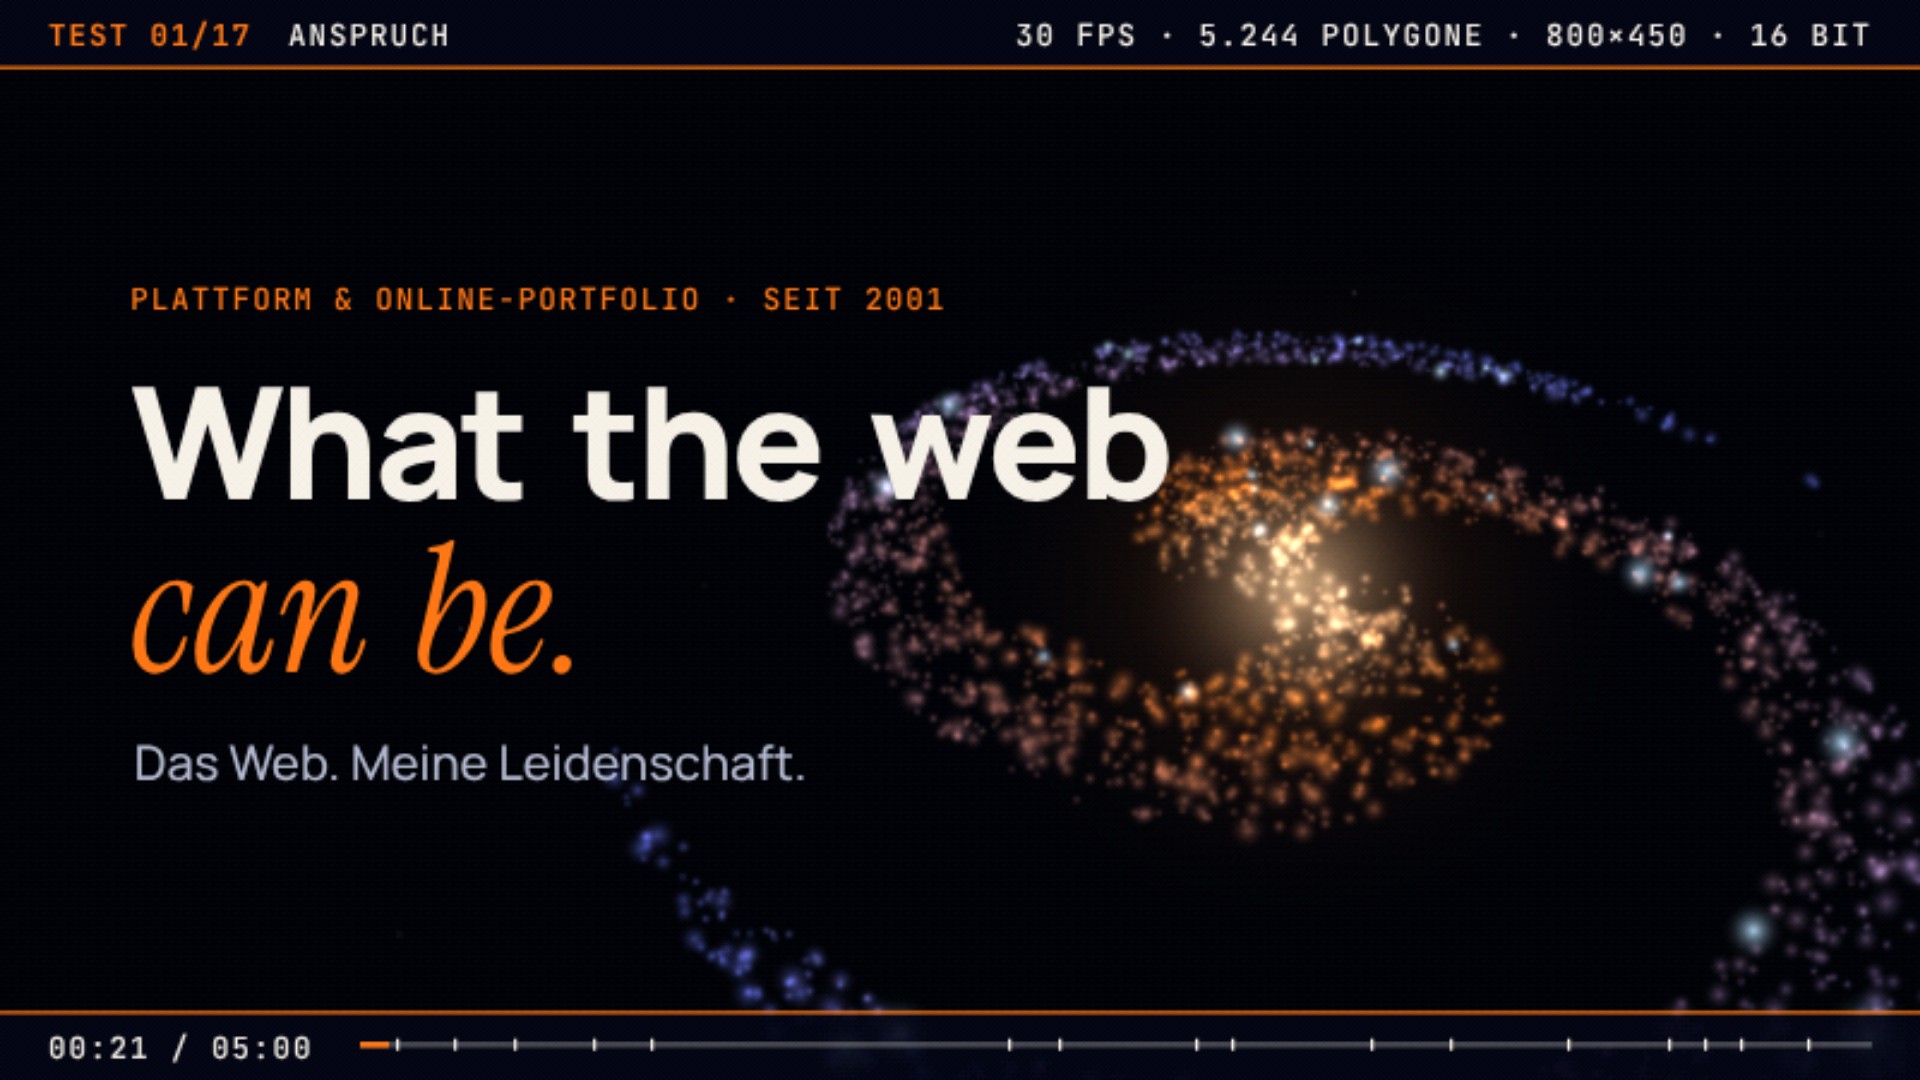 TEST 01/17 ANSPRUCH
30 FPS · 5.244 POLYGONE · 800×450 · 16 BIT
PLATTFORM & ONLINE-PORTFOLIO · SEIT 2001
What the web
can be.
Das Web. Meine Leidenschaft.
00:21 / 05:00